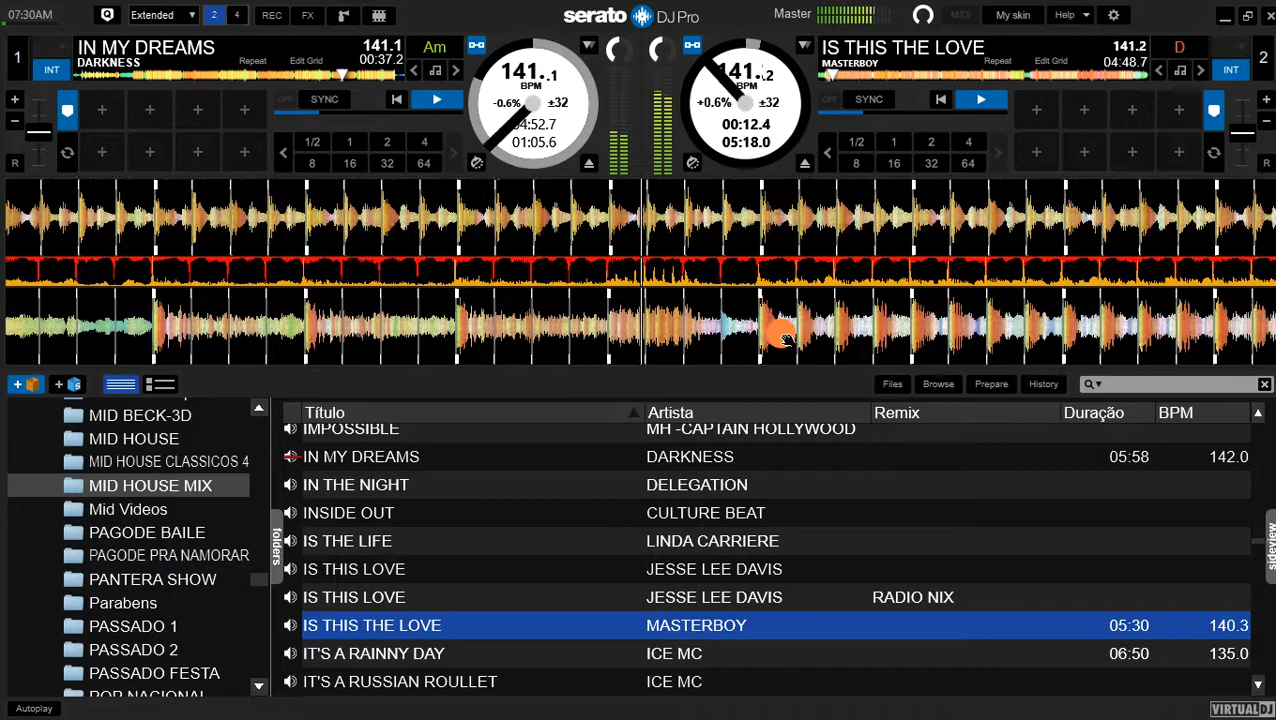 07:30AM
Extended
2 4
REC
FX
serato DJ Pro
Master
MIDI
My skin
Help
1
INT
IN MY DREAMS
DARKNESS
141.1
00:37.2
Am
Repeat
Edit Grid
OFF
SYNC
1/2 1 2 4
8 16 32 64
R
141. .1
BPM
-0.6%
±32
04:52.7
01:05.6
141. .2
BPM
+0.6%
±32
00:12.4
05:18.0
IS THIS THE LOVE
MASTERBOY
141.2
04:48.7
D
Repeat
Edit Grid
INT
2
OFF
SYNC
1/2 1 2 4
8 16 32 64
R
Files
Browse
Prepare
History
MID BECK-3D
MID HOUSE
MID HOUSE CLASSICOS 4
MID HOUSE MIX
Mid Videos
PAGODE BAILE
PAGODE PRA NAMORAR
PANTERA SHOW
Parabens
PASSADO 1
PASSADO 2
PASSADO FESTA
POP NACIONAL
folders
Título Artista Remix Duração BPM
IMPOSSIBLE MH -CAPTAIN HOLLYWOOD
IN MY DREAMS DARKNESS 05:58 142.0
IN THE NIGHT DELEGATION
INSIDE OUT CULTURE BEAT
IS THE LIFE LINDA CARRIERE
IS THIS LOVE JESSE LEE DAVIS
IS THIS LOVE JESSE LEE DAVIS RADIO NIX
IS THIS THE LOVE MASTERBOY 05:30 140.3
IT'S A RAINNY DAY ICE MC 06:50 135.0
IT'S A RUSSIAN ROULLET ICE MC
sideview
Autoplay
VIRTUALDJ